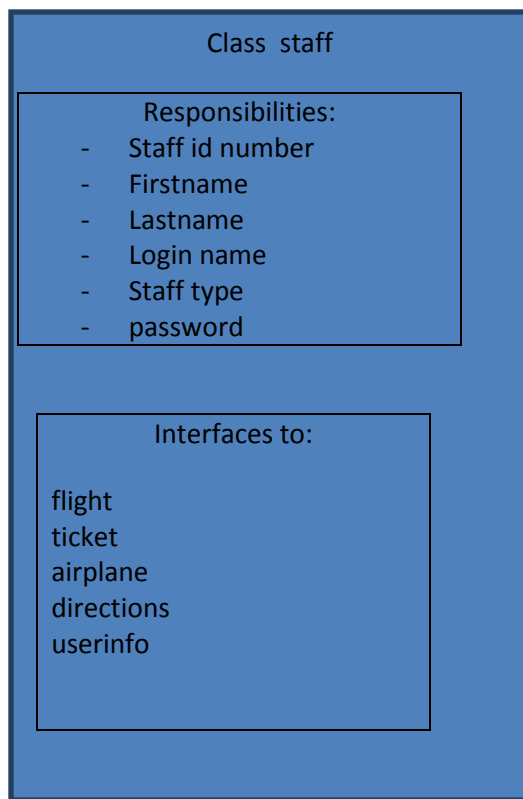 Class  staff
Responsibilities:
- Staff id number
- Firstname
- Lastname
- Login name
- Staff type
- password
Interfaces to:
flight
ticket
airplane
directions
userinfo